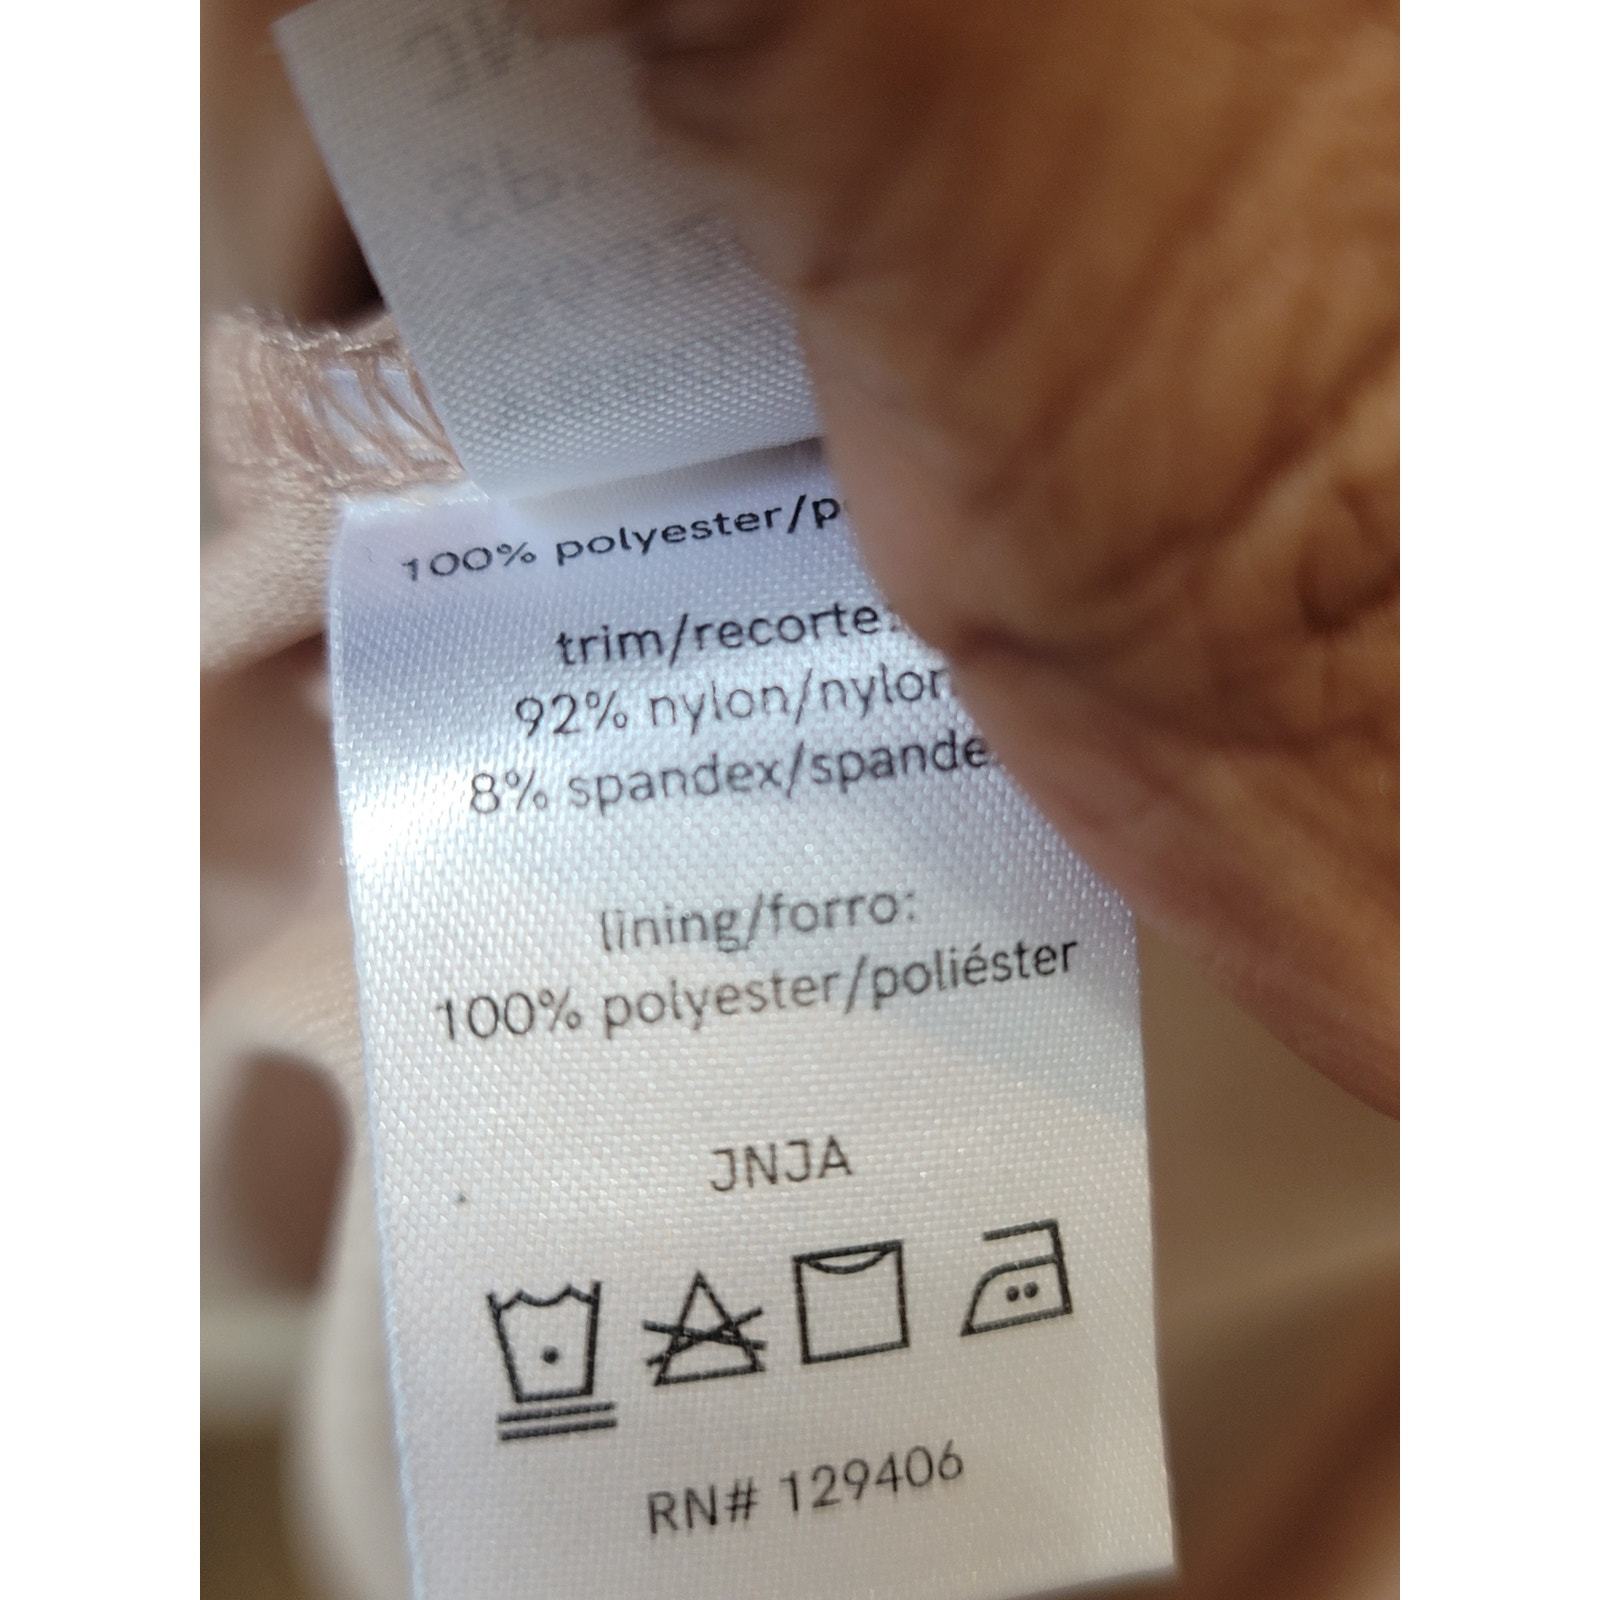 100% polyester/p
trim/recorte:
92% nylon/nylon
8% spandex/spande
lining/forro:
100% polyester/poliéster
JNJA
RN# 129406